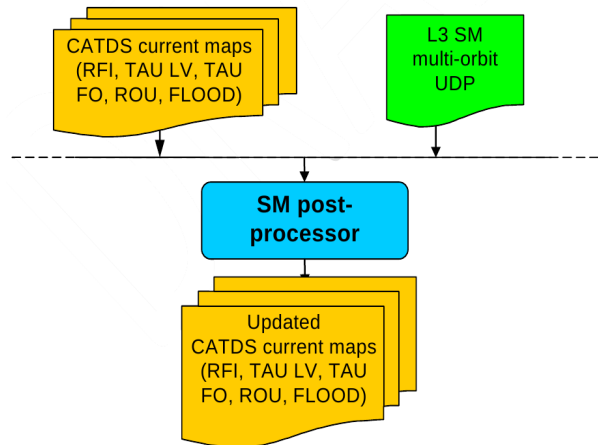 CATDS current maps
(RFI, TAU LV, TAU
FO, ROU, FLOOD)
L3 SM
multi-orbit
UDP
SM post-
processor
Updated
CATDS current maps
(RFI, TAU LV, TAU
FO, ROU, FLOOD)